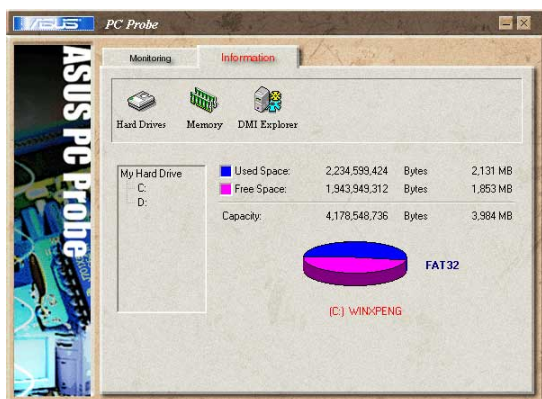 ASUS PC Probe
Monitoring Information
Hard Drives Memory DMI Explorer
ASUS PC Probe
My Hard Drive
C:
D:
Used Space: 2,234,599,424 Bytes 2,131 MB
Free Space: 1,943,949,312 Bytes 1,853 MB
Capacity: 4,178,548,736 Bytes 3,984 MB
FAT32
(C:) WINXPENG